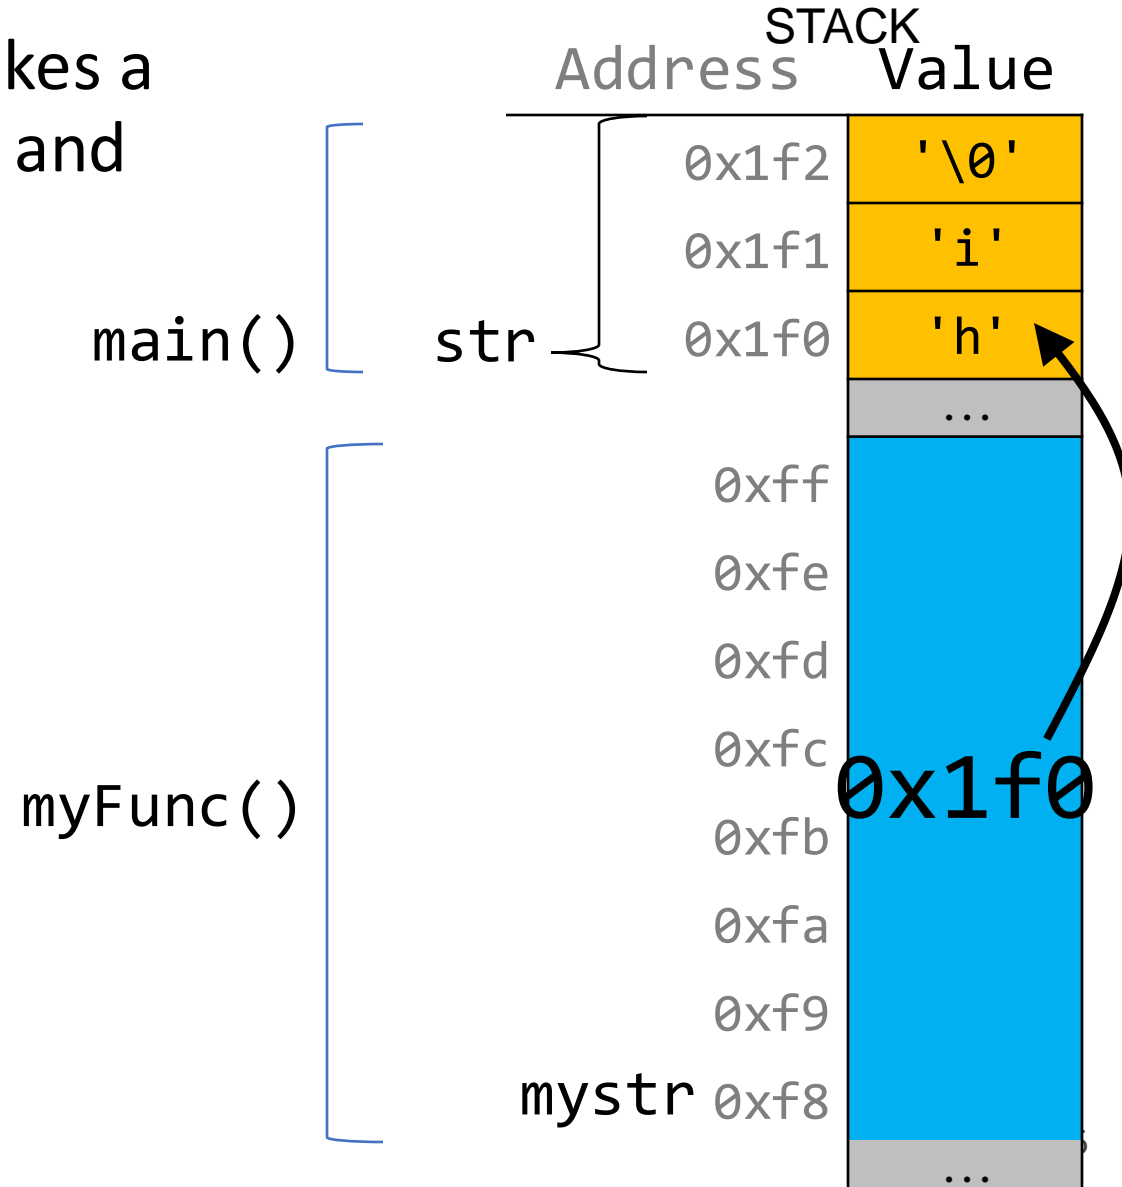 STACK
kes a
Address Value
and
0x1f2 '\0'
0x1f1 'i'
main() str 0x1f0 'h'
...
0xff
0xfe
0xfd
0xfc
0x1f0
myFunc()
0xfb
0xfa
0xf9
mystr 0xf8
...